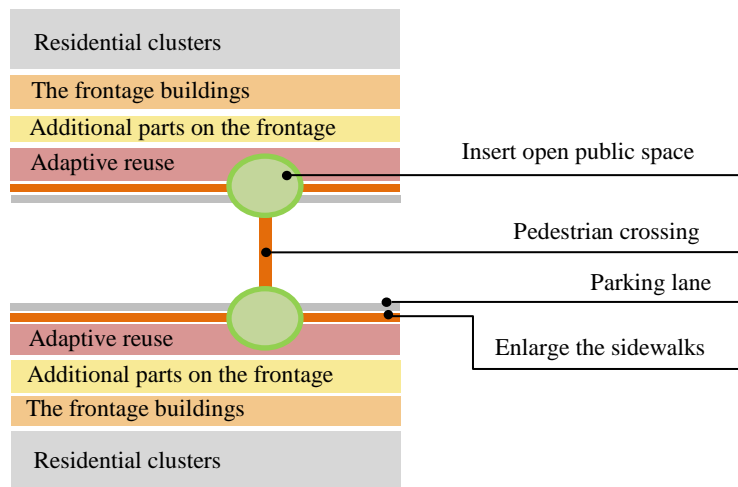 Residential clusters
The frontage buildings
Additional parts on the frontage
Adaptive reuse
Insert open public space
Pedestrian crossing
Parking lane
Adaptive reuse
Enlarge the sidewalks
Additional parts on the frontage
The frontage buildings
Residential clusters